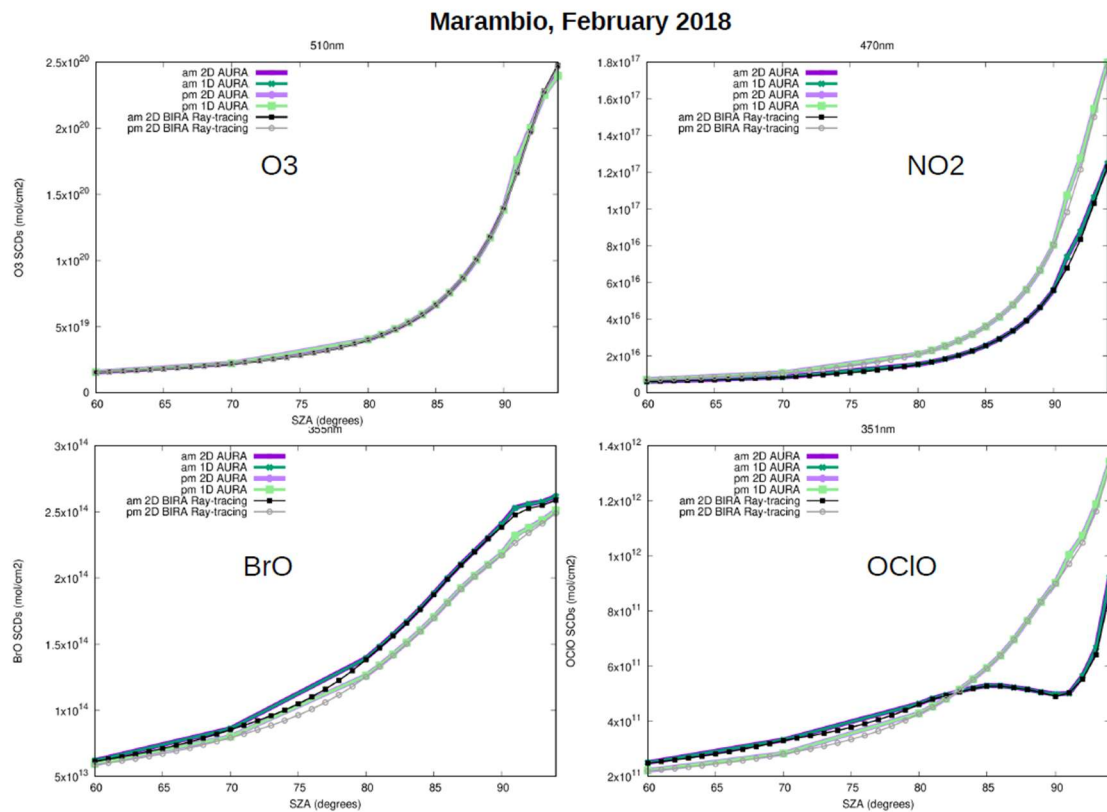 Marambio, February 2018
510nm
am 2D AURA
am 1D AURA
pm 2D AURA
pm 1D AURA
am 2D BIRA Ray-tracing
pm 2D BIRA Ray-tracing
O3
O3 SCDs (mol/cm2)
2.5x10^20
2x10^20
1.5x10^20
1x10^20
5x10^19
0
60 65 70 75 80 85 90
SZA (degrees)
470nm
am 2D AURA
am 1D AURA
pm 2D AURA
pm 1D AURA
am 2D BIRA Ray-tracing
pm 2D BIRA Ray-tracing
NO2
1.8x10^17
1.6x10^17
1.4x10^17
1.2x10^17
1x10^17
8x10^16
6x10^16
4x10^16
2x10^16
0
60 65 70 75 80 85 90
355nm
am 2D AURA
am 1D AURA
pm 2D AURA
pm 1D AURA
am 2D BIRA Ray-tracing
pm 2D BIRA Ray-tracing
BrO
BrO SCDs (mol/cm2)
3x10^14
2.5x10^14
2x10^14
1.5x10^14
1x10^14
5x10^13
60 65 70 75 80 85 90
SZA (degrees)
351nm
am 2D AURA
am 1D AURA
pm 2D AURA
pm 1D AURA
am 2D BIRA Ray-tracing
pm 2D BIRA Ray-tracing
OClO
OClO SCDs (mol/cm2)
1.4x10^12
1.2x10^12
1x10^12
8x10^11
6x10^11
4x10^11
2x10^11
60 65 70 75 80 85 90
SZA (degrees)